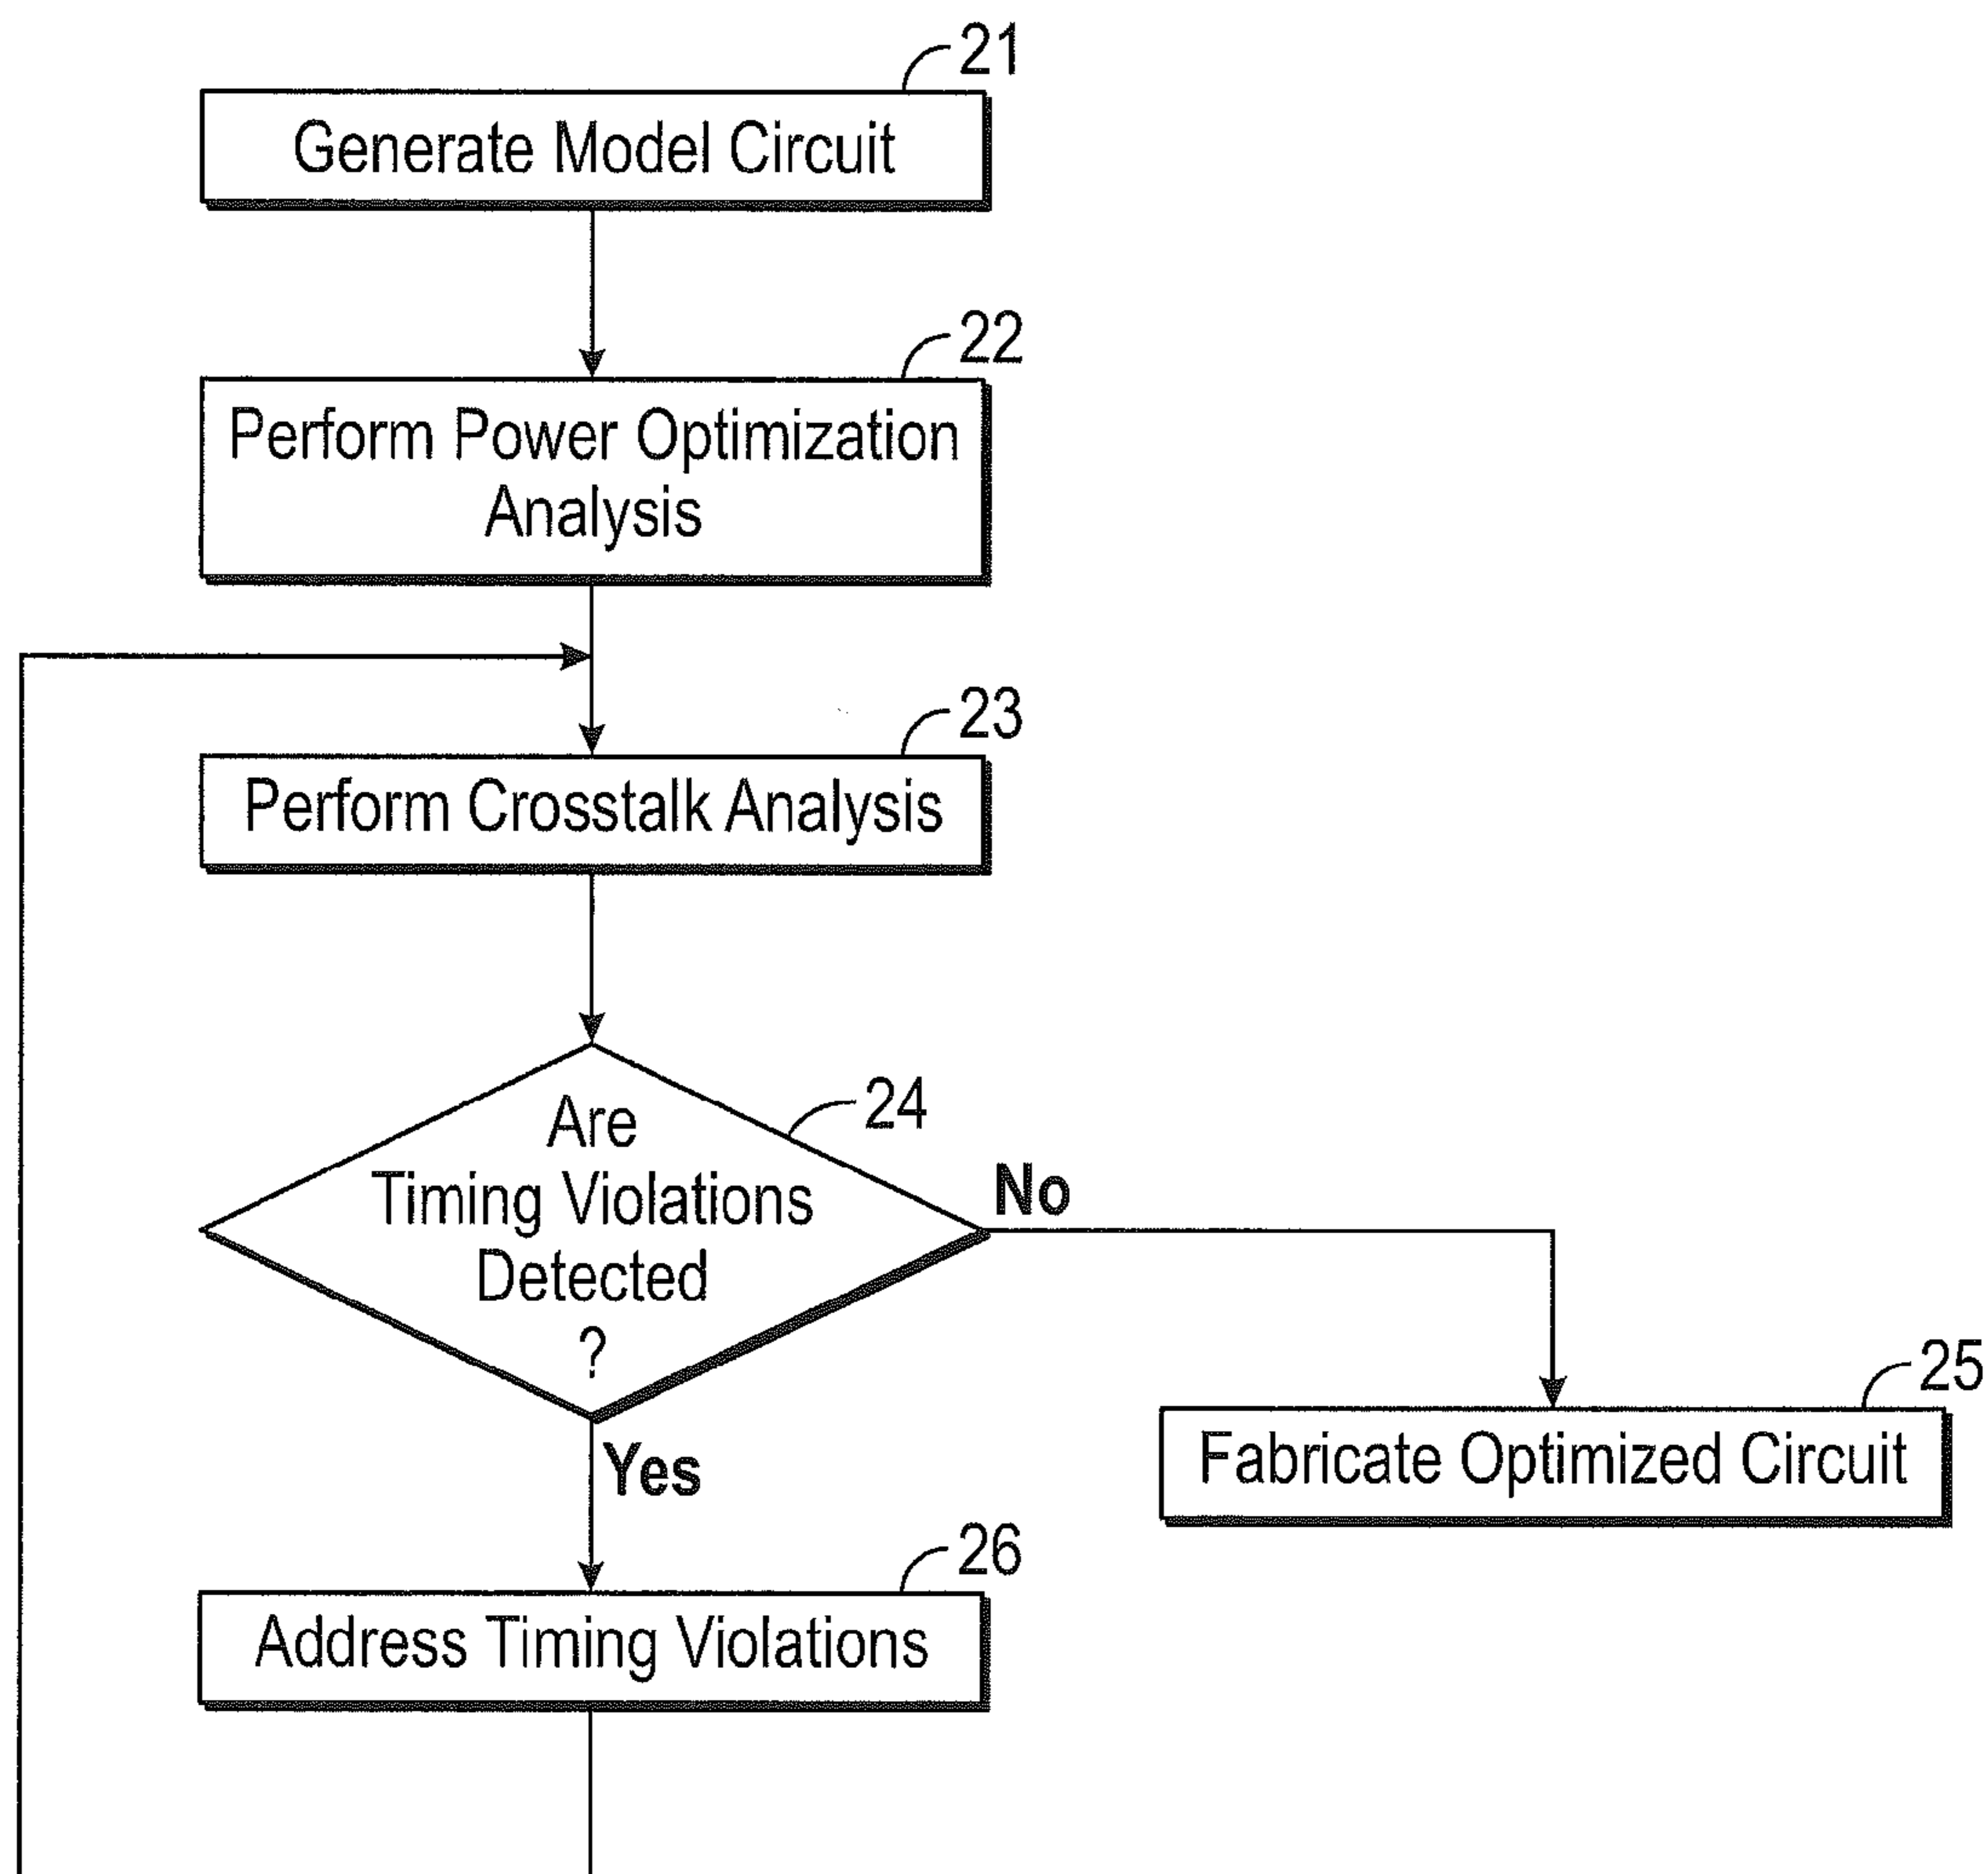 21
Generate Model Circuit
22
Perform Power Optimization
Analysis
23
Perform Crosstalk Analysis
24
Are
Timing Violations
Detected
?
No
Yes
25
Fabricate Optimized Circuit
26
Address Timing Violations